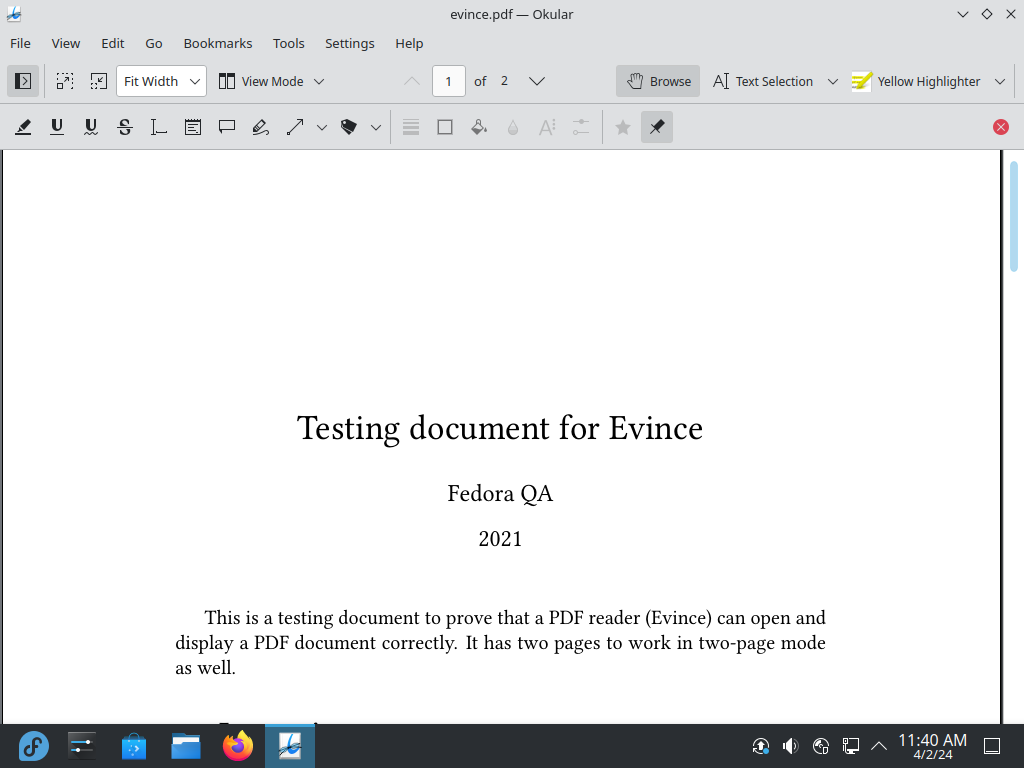 evince.pdf — Okular
File View Edit Go Bookmarks Tools Settings Help
Fit Width View Mode 1 of 2 Browse Text Selection Yellow Highlighter
Testing document for Evince
Fedora QA
2021
This is a testing document to prove that a PDF reader (Evince) can open and
display a PDF document correctly. It has two pages to work in two-page mode
as well.
11:40 AM
4/2/24